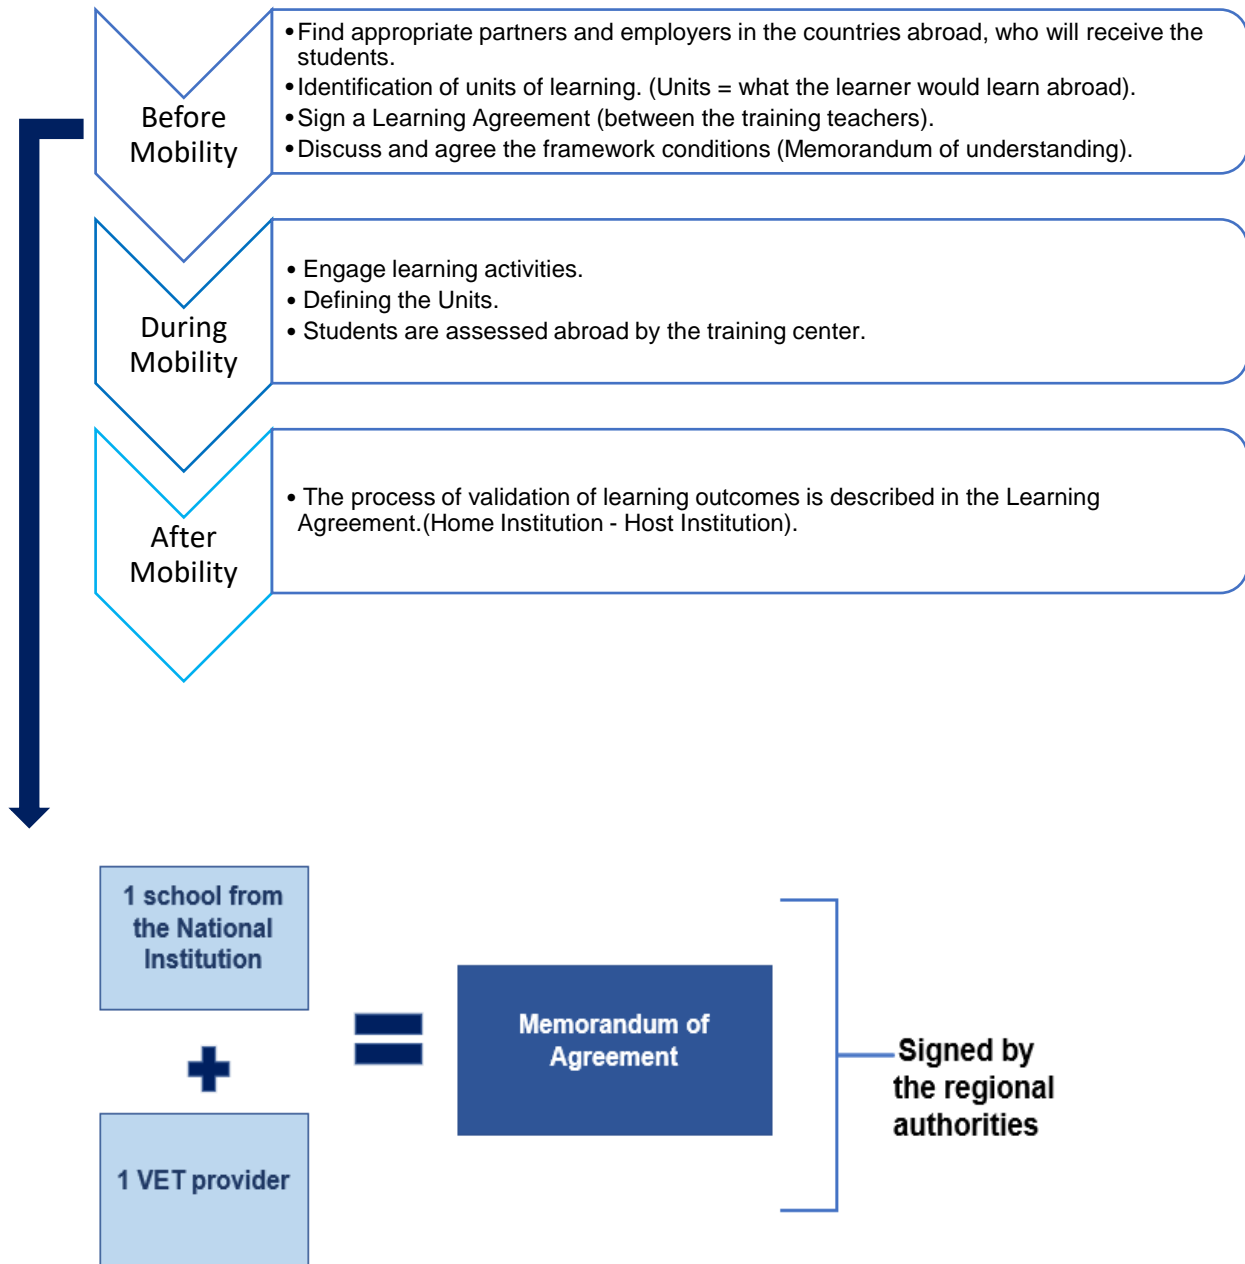 Before
Mobility
•Find appropriate partners and employers in the countries abroad, who will receive the
students.
•Identification of units of learning. (Units = what the learner would learn abroad).
•Sign a Learning Agreement (between the training teachers).
•Discuss and agree the framework conditions (Memorandum of understanding).
During
Mobility
• Engage learning activities.
• Defining the Units.
• Students are assessed abroad by the training center.
After
Mobility
• The process of validation of learning outcomes is described in the Learning
Agreement.(Home Institution - Host Institution).
1 school from
the National
Institution
1 VET provider
Memorandum of
Agreement
Signed by
the regional
authorities